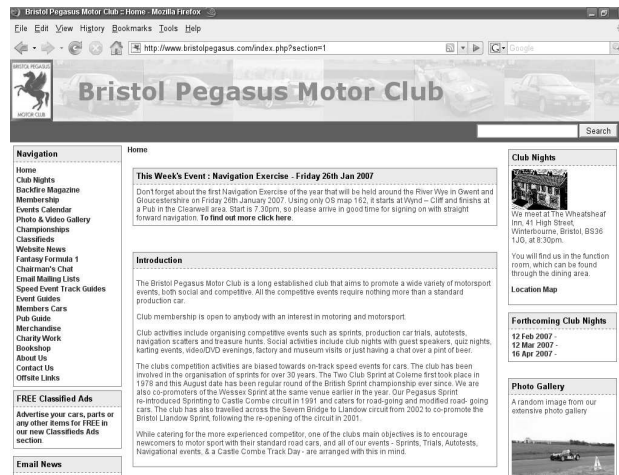 Bristol Pegasus Motor Club :: Home - Mozilla Firefox
File Edit View History Bookmarks Tools Help
http://www.bristolpegasus.com/index.php?section=1
Google
BRISTOL PEGASUS
MOTOR CLUB
Bristol Pegasus Motor Club
Search
Navigation
Home
Club Nights
Backfire Magazine
Membership
Events Calendar
Photo & Video Gallery
Championships
Classifieds
Website News
Fantasy Formula 1
Chairman's Chat
Email Mailing Lists
Speed Event Track Guides
Event Guides
Members Cars
Pub Guide
Merchandise
Charity Work
Bookshop
About Us
Contact Us
Offsite Links
FREE Classified Ads
Advertise your cars, parts or
any other items for FREE in
our new Classifieds Ads
section.
Email News
Home
This Week's Event : Navigation Exercise - Friday 26th Jan 2007
Don't forget about the first Navigation Exercise of the year that will be held around the River Wye in Gwent and
Gloucestershire on Friday 26th January 2007. Using only OS map 162, it starts at Wynd – Cliff and finishs at
a Pub in the Clearwell area. Start is 7.30pm, so please arrive in good time for signing on with straight
forward navigation. To find out more click here.
Introduction
The Bristol Pegasus Motor Club is a long established club that aims to promote a wide variety of motorsport
events, both social and competitive. All the competitive events require nothing more than a standard
production car.
Club membership is open to anybody with an interest in motoring and motorsport.
Club activities include organising competitive events such as sprints, production car trials, autotests,
navigation scatters and treasure hunts. Social activities include club nights with guest speakers, quiz nights,
karting events, video/DVD evenings, factory and museum visits or just having a chat over a pint of beer.
The clubs competition activities are biased towards on-track speed events for cars. The club has been
involved in the organisation of sprints for over 30 years. The Two Club Sprint at Colerne first took place in
1978 and this August date has been regular round of the British Sprint championship ever since. We are
also co-promoters of the Wessex Sprint at the same venue earlier in the year. Our Pegasus Sprint
re-introduced Sprinting to Castle Combe circuit in 1991 and caters for road-going and modified road- going
cars. The club has also travelled across the Severn Bridge to Llandow circuit from 2002 to co-promote the
Bristol Llandow Sprint, following the re-opening of the circuit in 2001.
While catering for the more experienced competitor, one of the clubs main objectives is to encourage
newcomers to motor sport with their standard road cars, and all of our events - Sprints, Trials, Autotests,
Navigational events, & a Castle Combe Track Day - are arranged with this in mind.
Club Nights
We meet at The Wheatsheaf
Inn, 41 High Street,
Winterbourne, Bristol, BS36
1JG, at 8:30pm.
You will find us in the function
room, which can be found
through the dining area.
Location Map
Forthcoming Club Nights
12 Feb 2007 -
12 Mar 2007 -
16 Apr 2007 -
Photo Gallery
A random image from our
extensive photo gallery